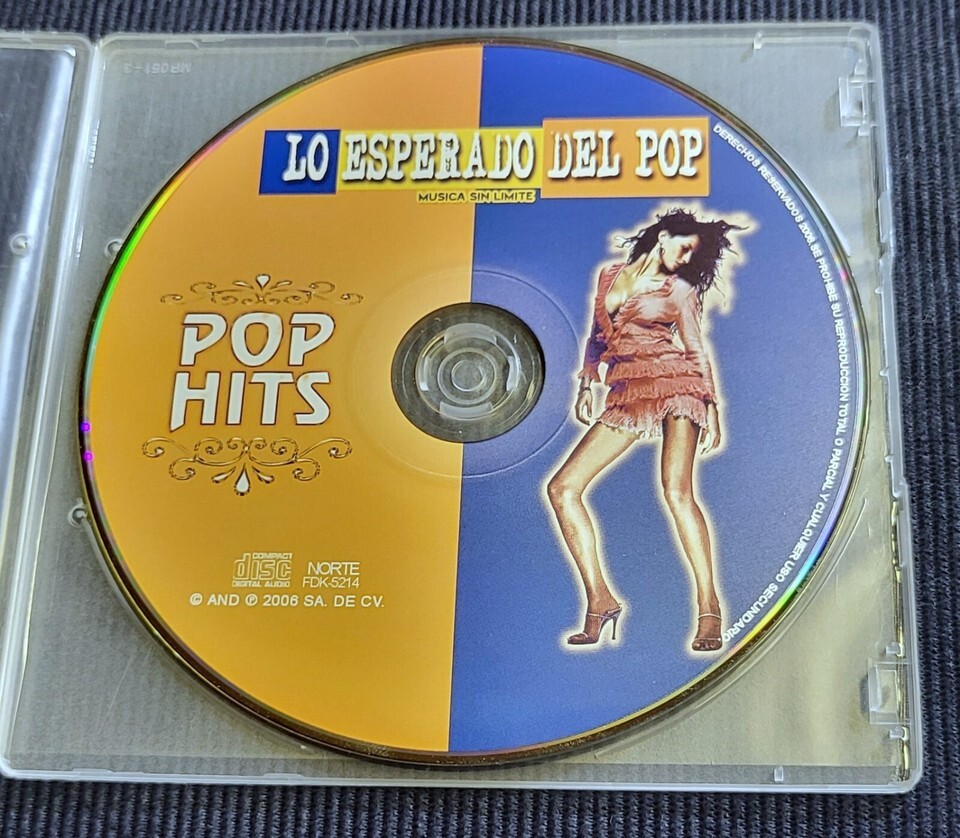 LO ESPERADO DEL POP
MUSICA SIN LIMITE
DERECHOS RESERVADOS 2006. SE PROHIBE SU REPRODUCCION TOTAL O PARCIAL Y CUALQUIER USO SECUNDARIO
POP
HITS
COMPACT
disc
DIGITAL AUDIO
NORTE
FDK-5214
© AND ℗ 2006 SA. DE CV.